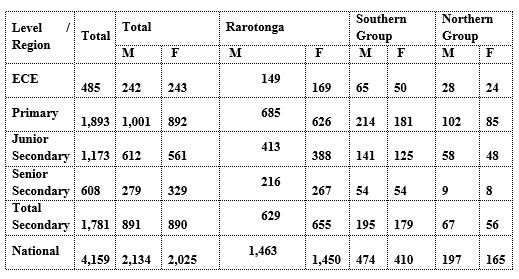 Level / Region Total Total Rarotonga Southern Group Northern Group
M F M F M F M F
ECE 485 242 243 149 169 65 50 28 24
Primary 1,893 1,001 892 685 626 214 181 102 85
Junior Secondary 1,173 612 561 413 388 141 125 58 48
Senior Secondary 608 279 329 216 267 54 54 9 8
Total Secondary 1,781 891 890 629 655 195 179 67 56
National 4,159 2,134 2,025 1,463 1,450 474 410 197 165